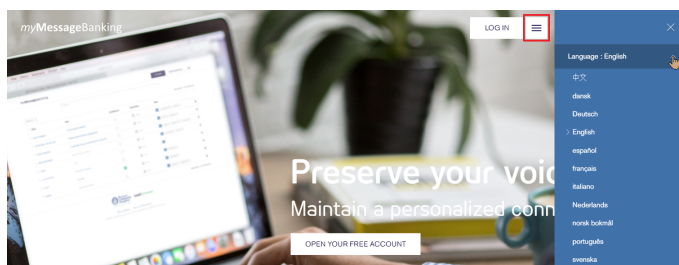 myMessageBanking
LOG IN
Language : English
中文
dansk
Deutsch
English
español
français
italiano
Nederlands
norsk bokmål
português
svenska
Preserve your voic
Maintain a personalized conn
OPEN YOUR FREE ACCOUNT